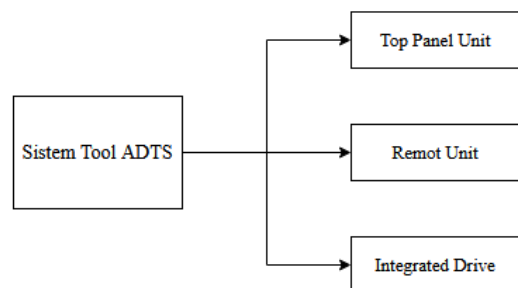 Top Panel Unit
Sistem Tool ADTS
Remot Unit
Integrated Drive